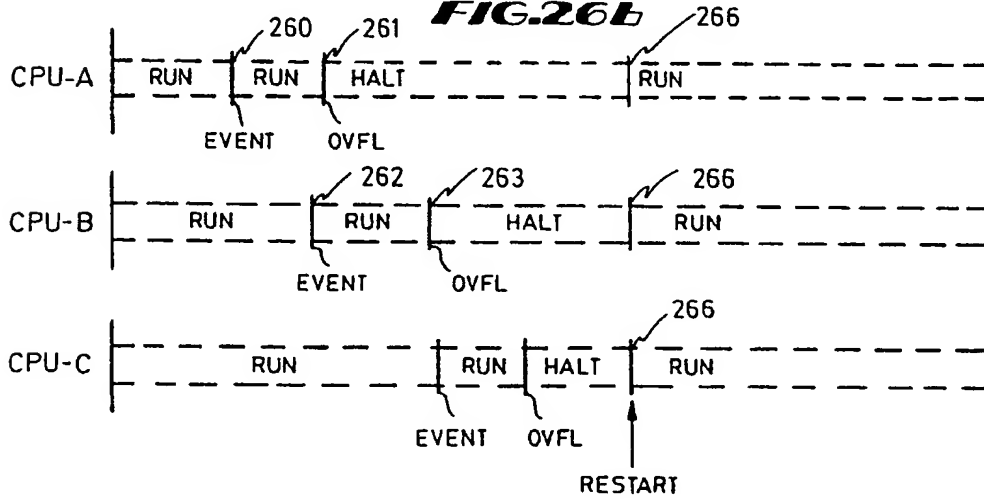 FIG.26b
260 261 266
CPU-A RUN RUN HALT RUN
EVENT OVFL
262 263 266
CPU-B RUN RUN HALT RUN
EVENT OVFL
266
CPU-C RUN RUN HALT RUN
EVENT OVFL
RESTART